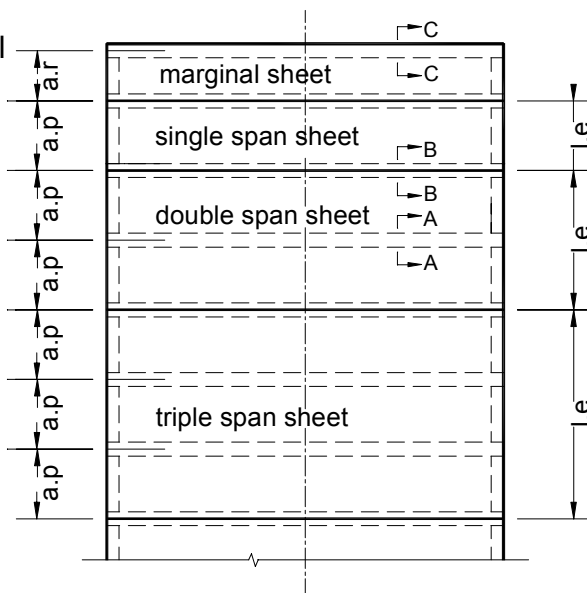 C
l
marginal sheet
a.r
C
single span sheet
a.p
l.e
B
B
double span sheet
a.p
A
l.e
A
a.p
a.p
triple span sheet
a.p
l.e
a.p